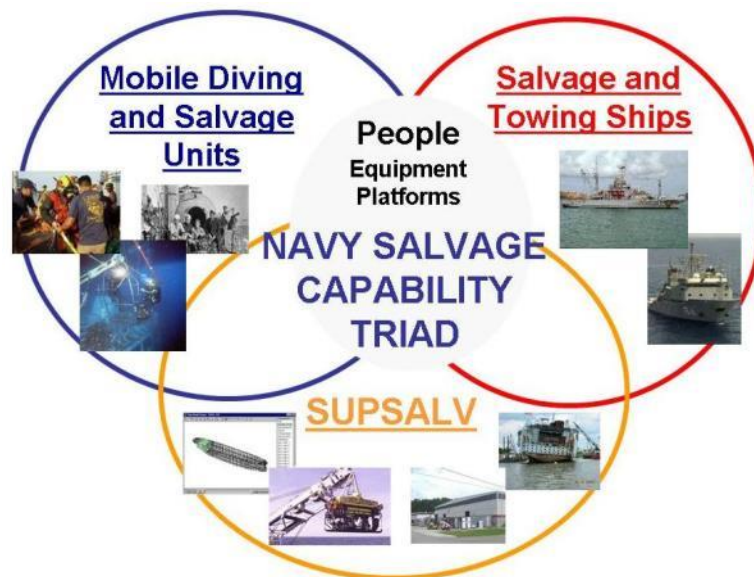 Mobile Diving
and Salvage
Units
Salvage and
Towing Ships
People
Equipment
Platforms
NAVY SALVAGE
CAPABILITY
TRIAD
SUPSALV